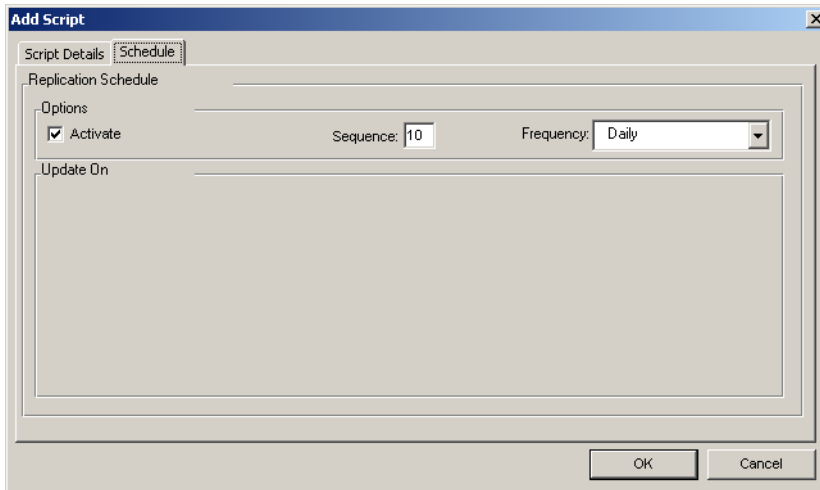 Add Script
Script Details Schedule
Replication Schedule
Options
Activate Sequence: 10 Frequency: Daily
Update On
OK Cancel